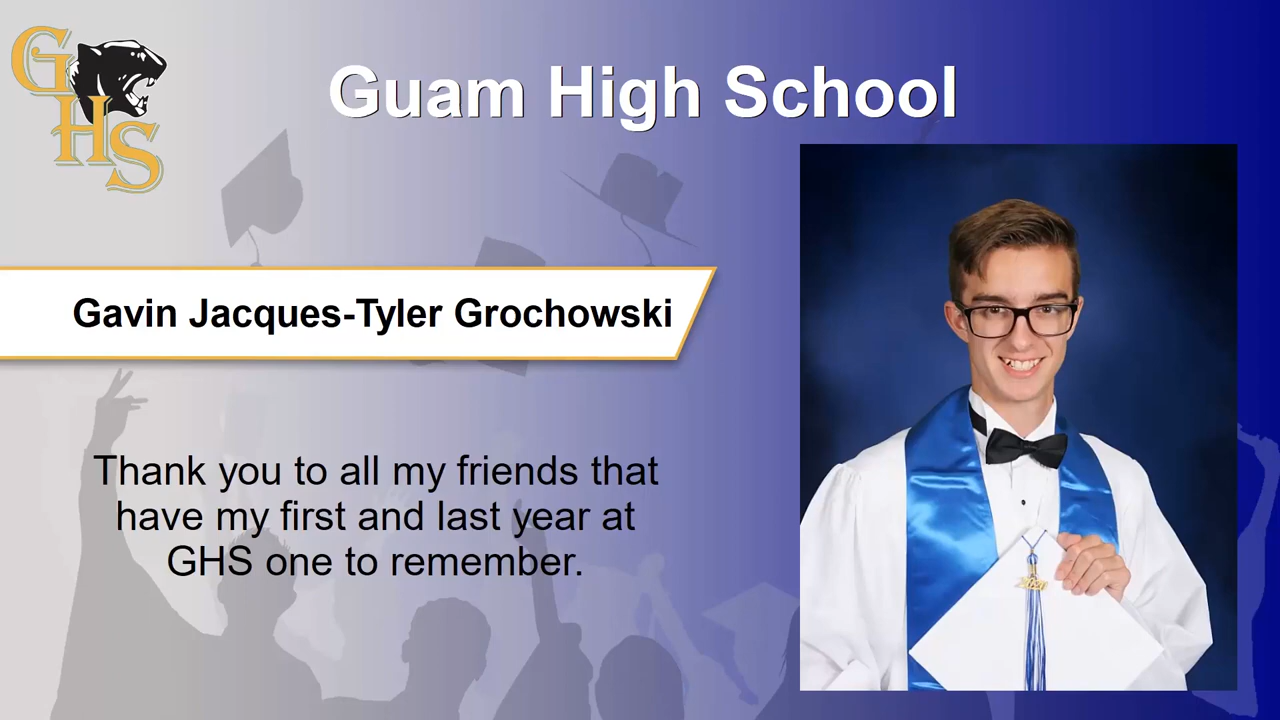 GHS
Guam High School
Gavin Jacques-Tyler Grochowski
Thank you to all my friends that
have my first and last year at
GHS one to remember.